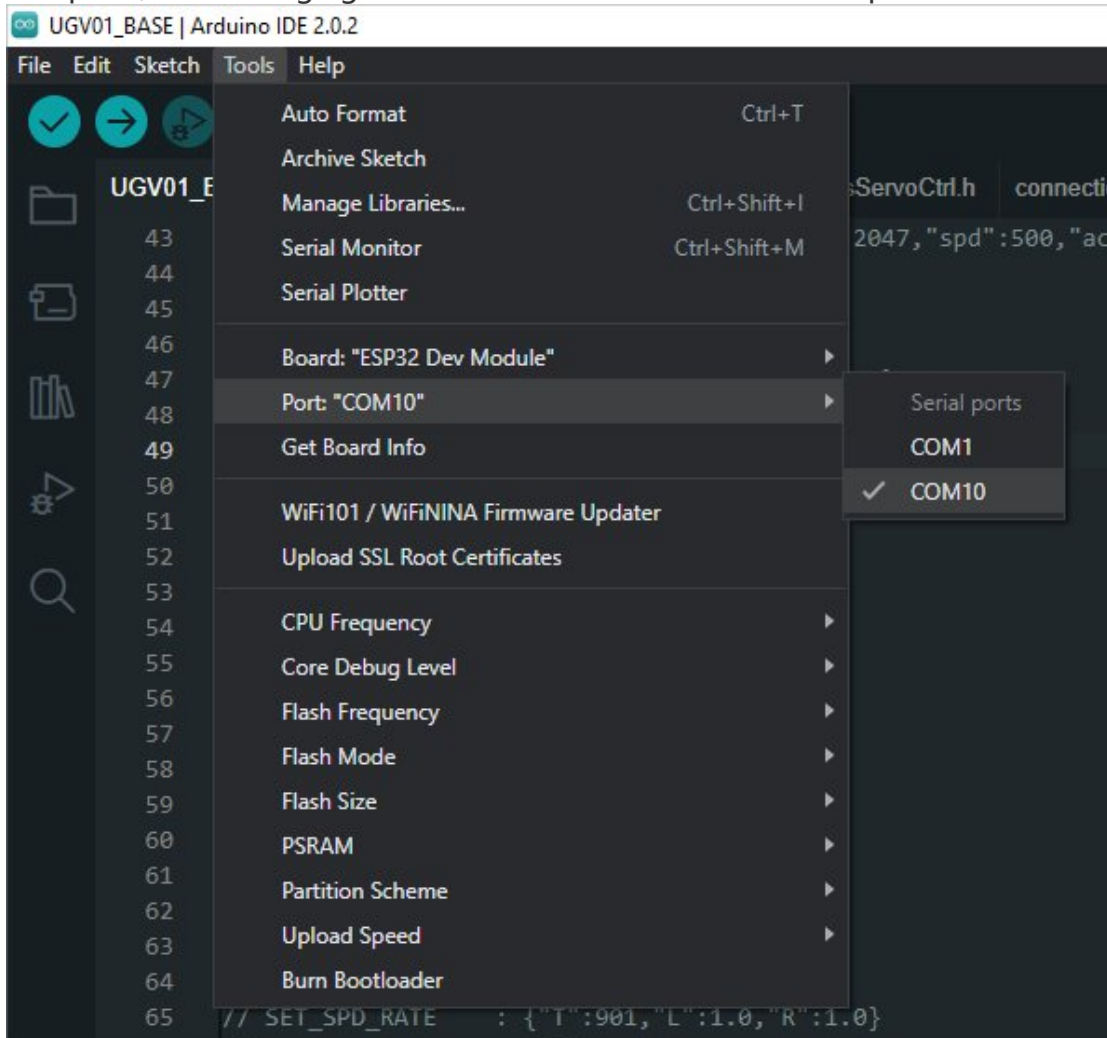 UGV01_BASE | Arduino IDE 2.0.2
File Edit Sketch Tools Help
Auto Format Ctrl+T
Archive Sketch
UGV01_B sServoCtrl.h connecti
Manage Libraries... Ctrl+Shift+I
43 2047,"spd":500,"ac
Serial Monitor Ctrl+Shift+M
44
Serial Plotter
45
46
Board: "ESP32 Dev Module"
47
Port: "COM10" Serial ports
48
49
Get Board Info COM1
50
COM10
51
WiFi101 / WiFiNINA Firmware Updater
52
Upload SSL Root Certificates
53
54
CPU Frequency
55
Core Debug Level
56
Flash Frequency
57
Flash Mode
58
59
Flash Size
60
PSRAM
61
Partition Scheme
62
Upload Speed
63
64
Burn Bootloader
65 // SET_SPD_RATE : {"T":901,"L":1.0,"R":1.0}